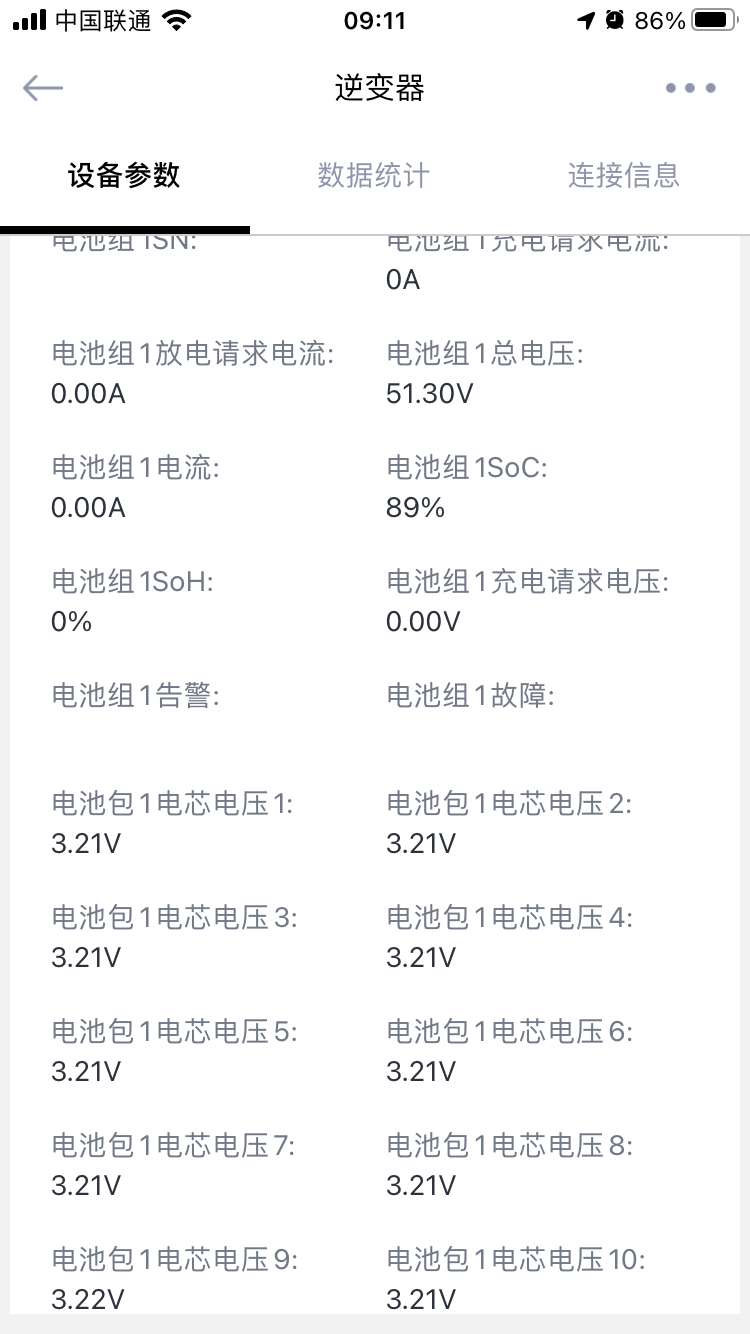 中国联通 09:11 86%
逆变器
设备参数 数据统计 连接信息
电池组1SN: 电池组1充电请求电流:
0A
电池组1放电请求电流: 电池组1总电压:
0.00A 51.30V
电池组1电流: 电池组1SoC:
0.00A 89%
电池组1SoH: 电池组1充电请求电压:
0% 0.00V
电池组1告警: 电池组1故障:
电池包1电芯电压1: 电池包1电芯电压2:
3.21V 3.21V
电池包1电芯电压3: 电池包1电芯电压4:
3.21V 3.21V
电池包1电芯电压5: 电池包1电芯电压6:
3.21V 3.21V
电池包1电芯电压7: 电池包1电芯电压8:
3.21V 3.21V
电池包1电芯电压9: 电池包1电芯电压10:
3.22V 3.21V